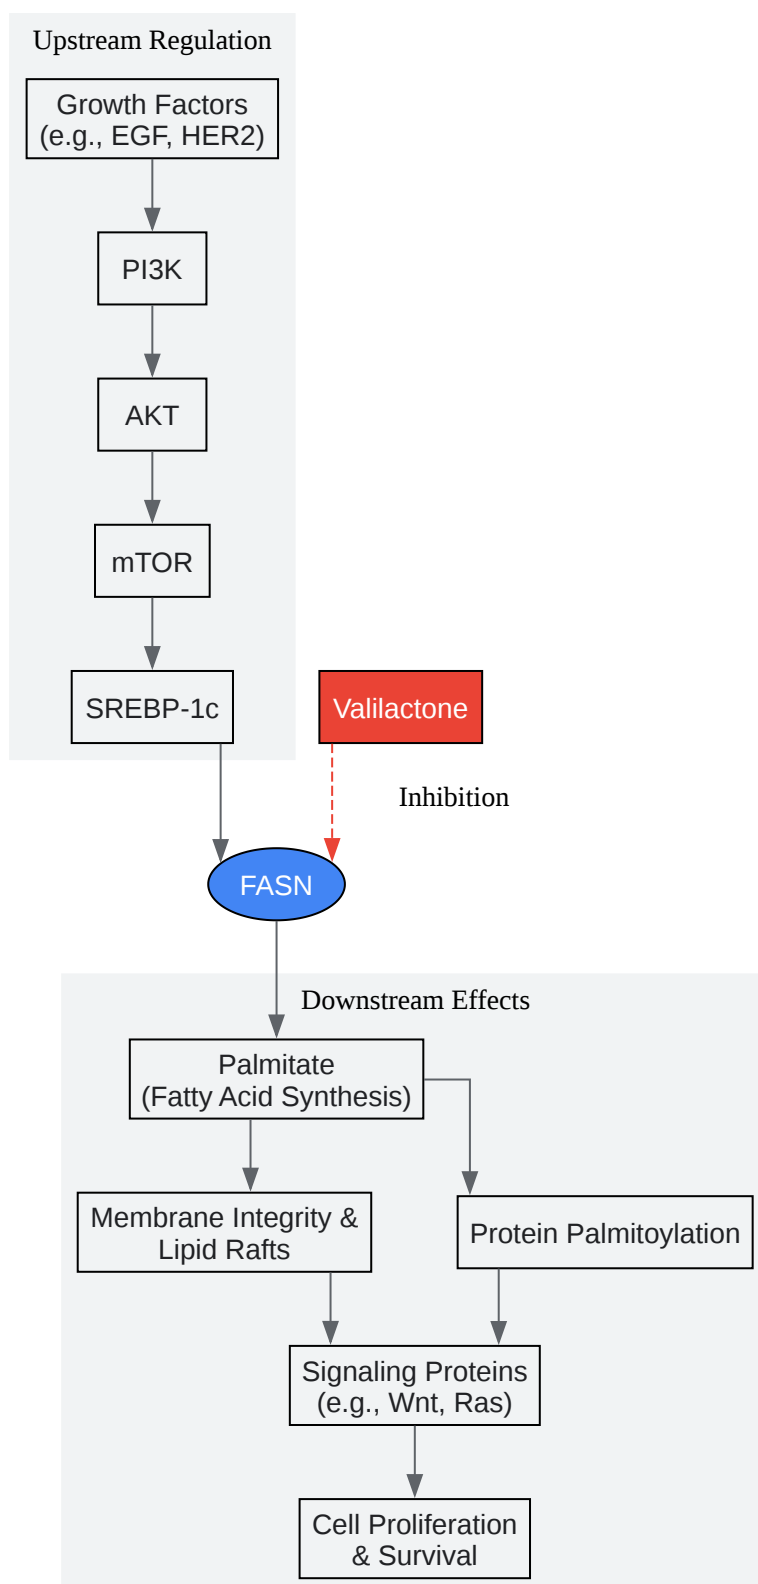 Upstream Regulation
Growth Factors
(e.g., EGF, HER2)
PI3K
AKT
mTOR
SREBP-1c
Valilactone
Inhibition
FASN
Downstream Effects
Palmitate
(Fatty Acid Synthesis)
Membrane Integrity &
Lipid Rafts
Protein Palmitoylation
Signaling Proteins
(e.g., Wnt, Ras)
Cell Proliferation
& Survival